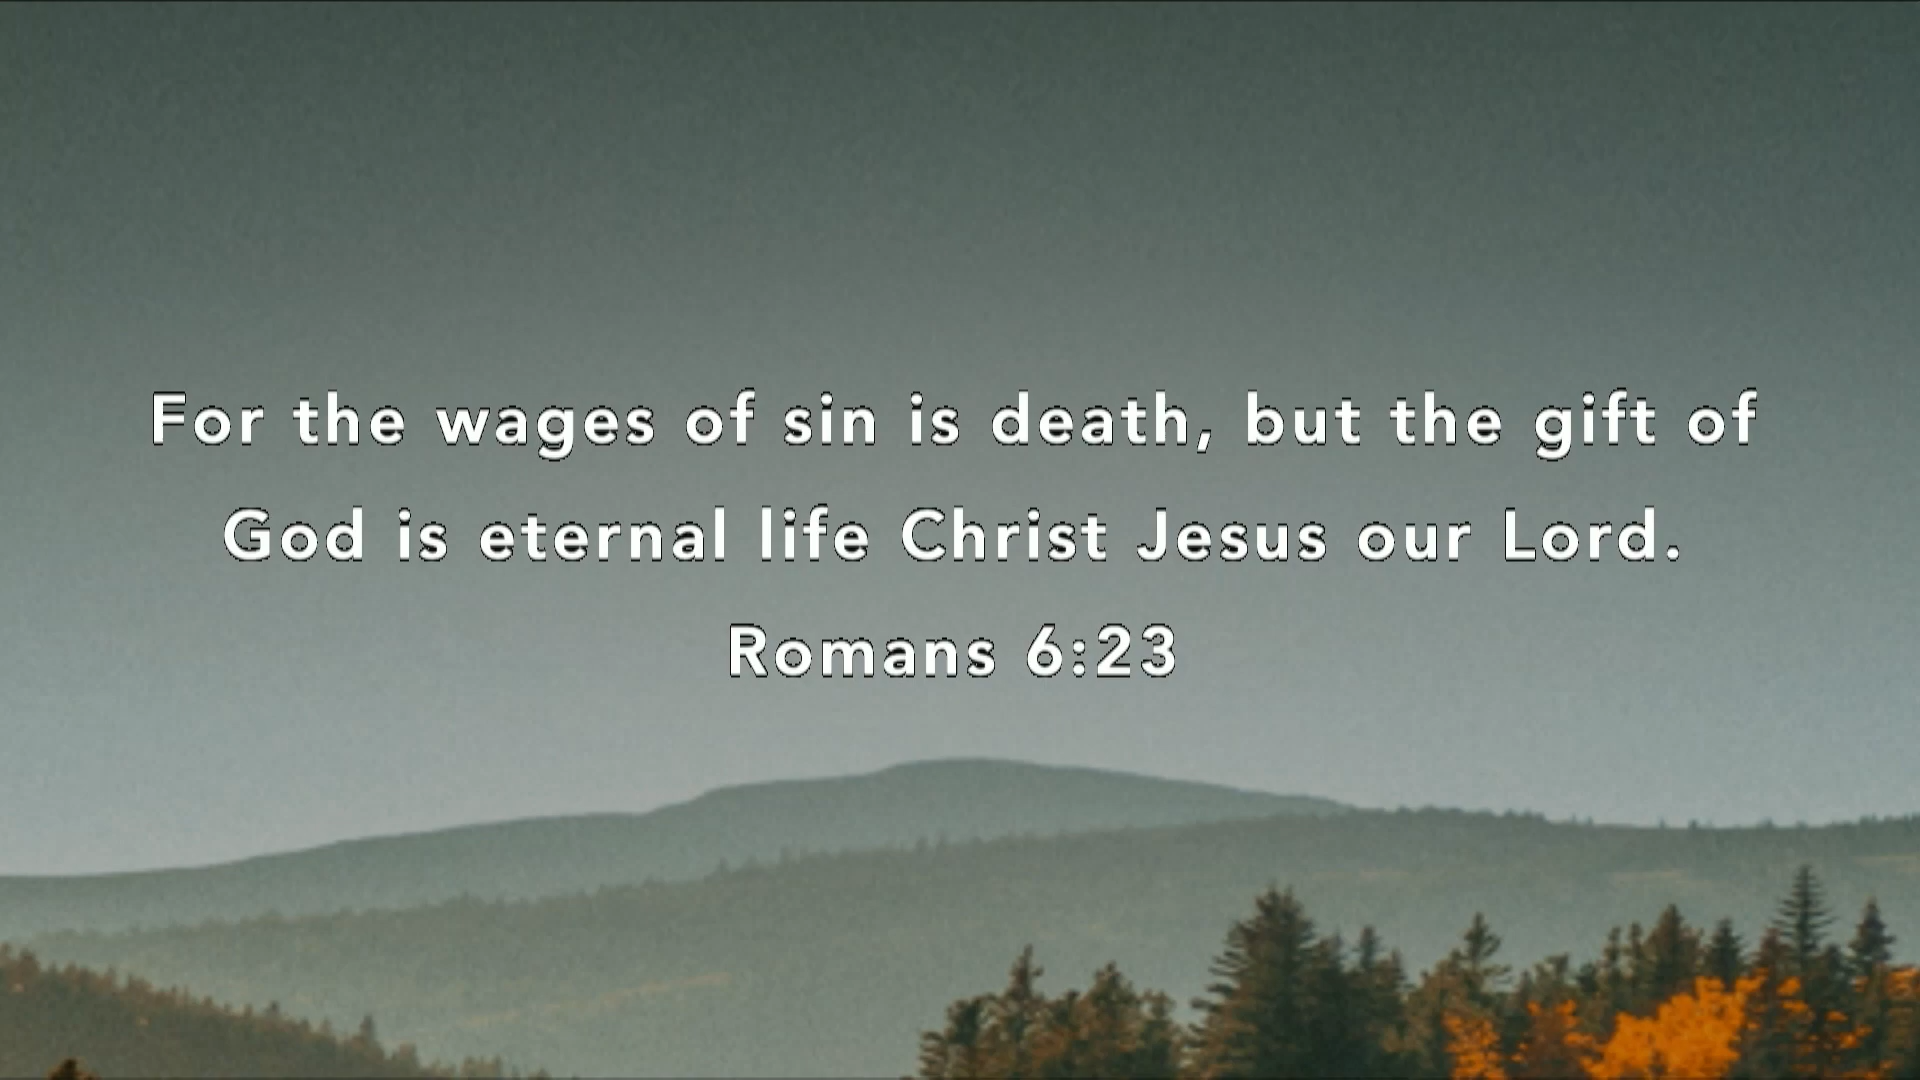 For the wages of sin is death, but the gift of
God is eternal life Christ Jesus our Lord.
Romans 6:23